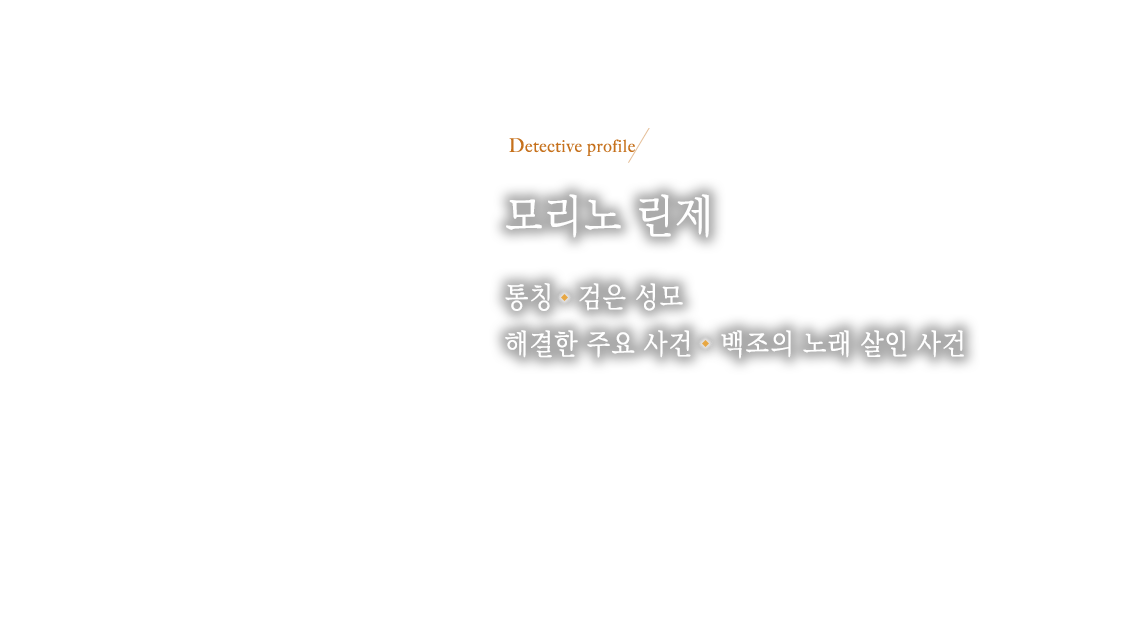 Detective profile
모리노 린제
통칭◆검은 성모
해결한 주요 사건◆백조의 노래 살인 사건